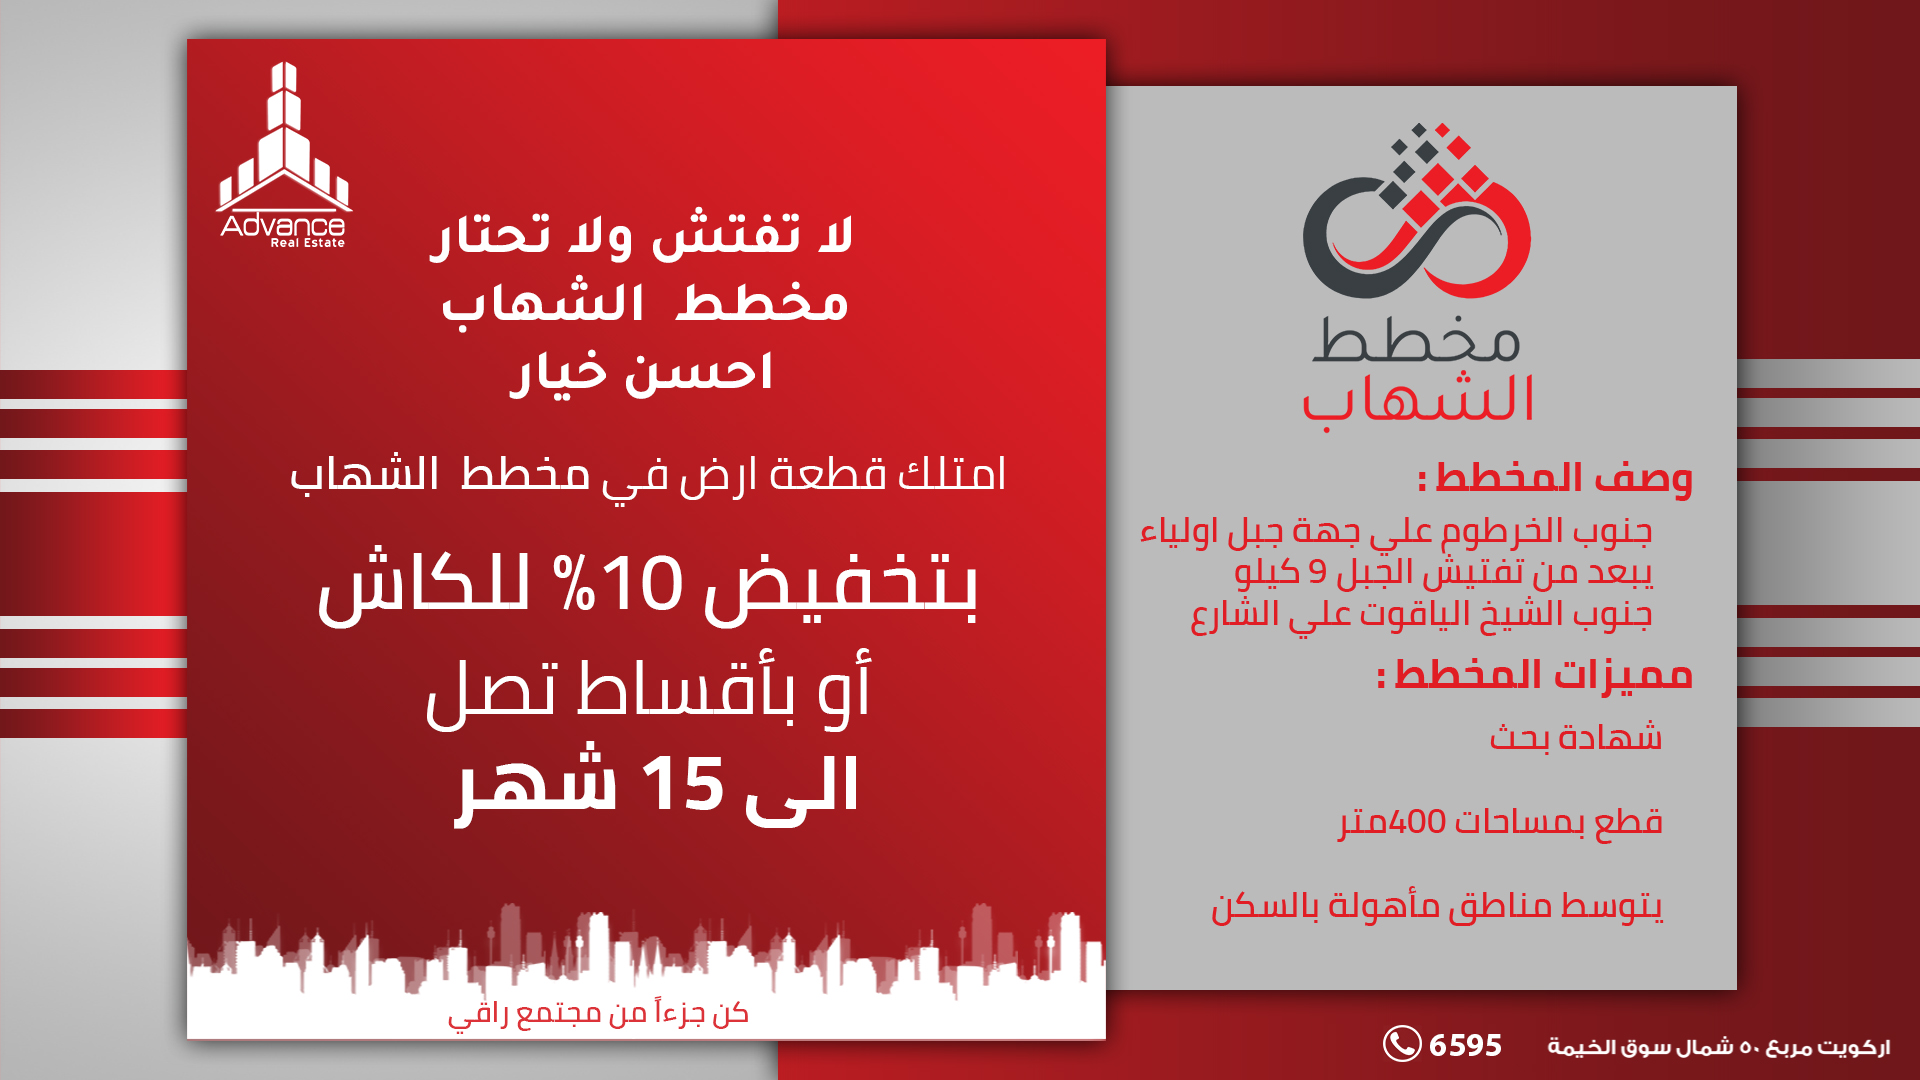 Advance
Real Estate
لا تفتش ولا تحتار
مخطط الشهاب
احسن خيار
امتلك قطعة ارض في مخطط الشهاب
بتخفيض 10% للكاش
أو بأقساط تصل
الى 15 شهر
كن جزءاً من مجتمع راقي
مخطط
الشهاب
وصف المخطط :
جنوب الخرطوم علي جهة جبل اولياء
يبعد من تفتيش الجبل 9 كيلو
جنوب الشيخ الياقوت علي الشارع
مميزات المخطط :
شهادة بحث
قطع بمساحات 400متر
يتوسط مناطق مأهولة بالسكن
اركويت مربع ٥٠ شمال سوق الخيمة
6595